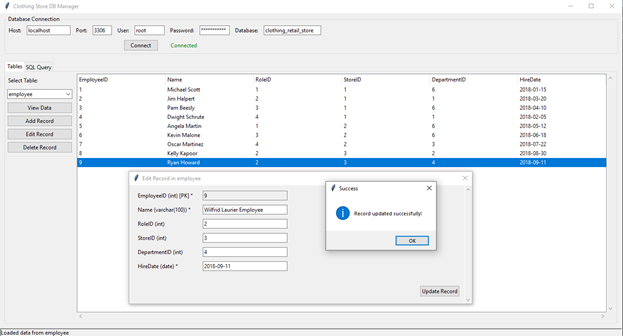 Clothing Store DB Manager
Database Connection
Host: localhost Port: 3306 User: root Password: *********** Database: clothing_retail_store
Connect Connected
Tables SQL Query
Select Table:
employee
View Data
Add Record
Edit Record
Delete Record
EmployeeID Name RoleID StoreID DepartmentID HireDate
1 Michael Scott 1 1 6 2018-01-15
2 Jim Halpert 2 1 1 2018-03-20
3 Pam Beesly 3 1 6 2018-04-10
4 Dwight Schrute 4 1 1 2018-02-05
5 Angela Martin 1 2 6 2018-05-12
6 Kevin Malone 3 2 6 2018-06-18
7 Oscar Martinez 4 2 3 2018-07-22
8 Kelly Kapoor 2 3 2 2018-08-30
9 Ryan Howard 2 3 4 2018-09-11
Edit Record in employee
EmployeeID (int) [PK] * 9
Name (varchar(100)) * Wilfrid Laurier Employee
RoleID (int) 2
StoreID (int) 3
DepartmentID (int) 4
HireDate (date) * 2018-09-11
Update Record
Success
Record updated successfully!
OK
Loaded data from employee